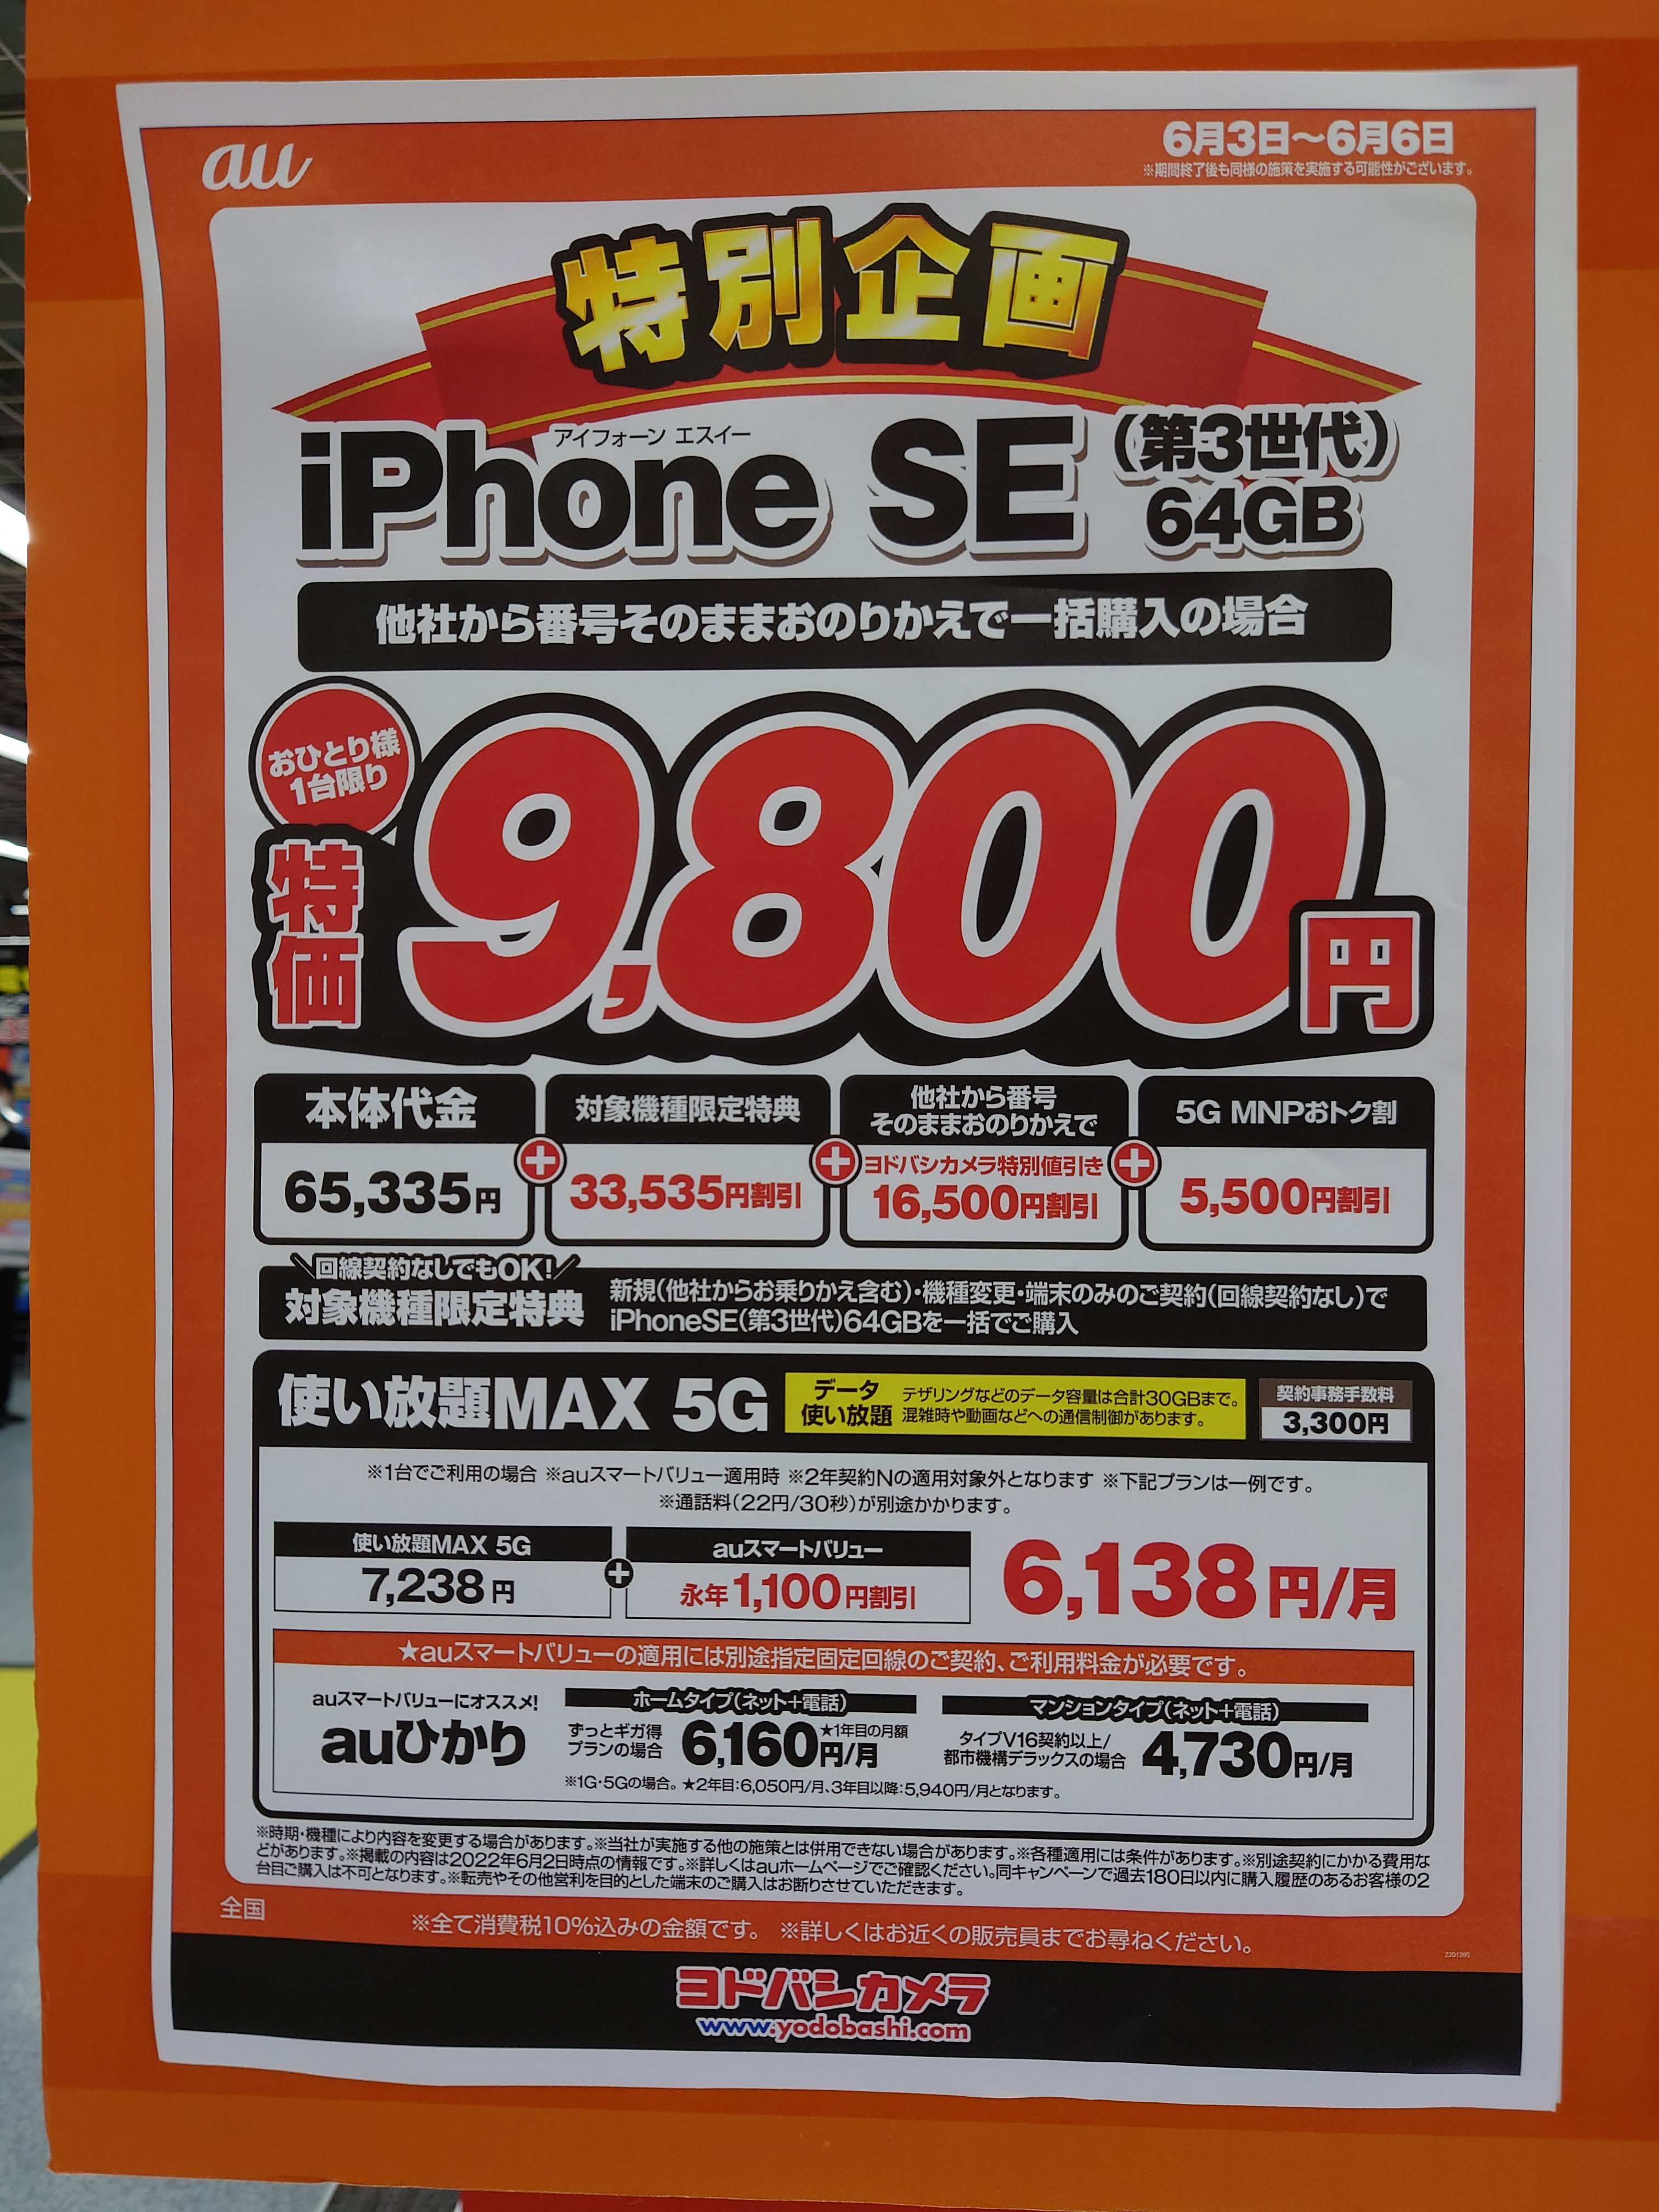 au
6月3日〜6月6日
※期間終了後も同様の施策を実施する可能性がございます。
特別企画
アイフォーン エスイー
iPhone SE
（第3世代）
64GB
他社から番号そのままおのりかえで一括購入の場合
おひとり様
1台限り
特価
9,800円
本体代金
65,335円
+
対象機種限定特典
33,535円割引
+
他社から番号
そのままおのりかえで
ヨドバシカメラ特別値引き
16,500円割引
+
5G MNPおトク割
5,500円割引
\回線契約なしでもOK!/
対象機種限定特典
新規(他社からお乗りかえ含む)・機種変更・端末のみのご契約(回線契約なし)で
iPhoneSE(第3世代)64GBを一括でご購入
使い放題MAX 5G
データ
使い放題
テザリングなどのデータ容量は合計30GBまで。
混雑時や動画などへの通信制御があります。
契約事務手数料
3,300円
※1台でご利用の場合 ※auスマートバリュー適用時 ※2年契約Nの適用対象外となります ※下記プランは一例です。
※通話料(22円/30秒)が別途かかります。
使い放題MAX 5G
7,238円
+
auスマートバリュー
永年1,100円割引
6,138円/月
★auスマートバリューの適用には別途指定固定回線のご契約、ご利用料金が必要です。
auスマートバリューにオススメ!
auひかり
ホームタイプ(ネット+電話)
ずっとギガ得
プランの場合
6,160円/月
★1年目の月額
マンションタイプ(ネット+電話)
タイプV16契約以上/
都市機構デラックスの場合
4,730円/月
※1G・5Gの場合。★2年目：6,050円/月、3年目以降：5,940円/月となります。
※時期・機種により内容を変更する場合があります。※当社が実施する他の施策とは併用できない場合があります。※各種適用には条件があります。※別途契約にかかる費用な
どがあります。※掲載の内容は2022年6月2日時点の情報です。※詳しくはauホームページでご確認ください。同キャンペーンで過去180日以内に購入履歴のあるお客様の2
台目ご購入は不可となります。※転売やその他営利を目的とした端末のご購入はお断りさせていただきます。
全国
※全て消費税10%込みの金額です。 ※詳しくはお近くの販売員までお尋ねください。
2201395
ヨドバシカメラ
www.yodobashi.com